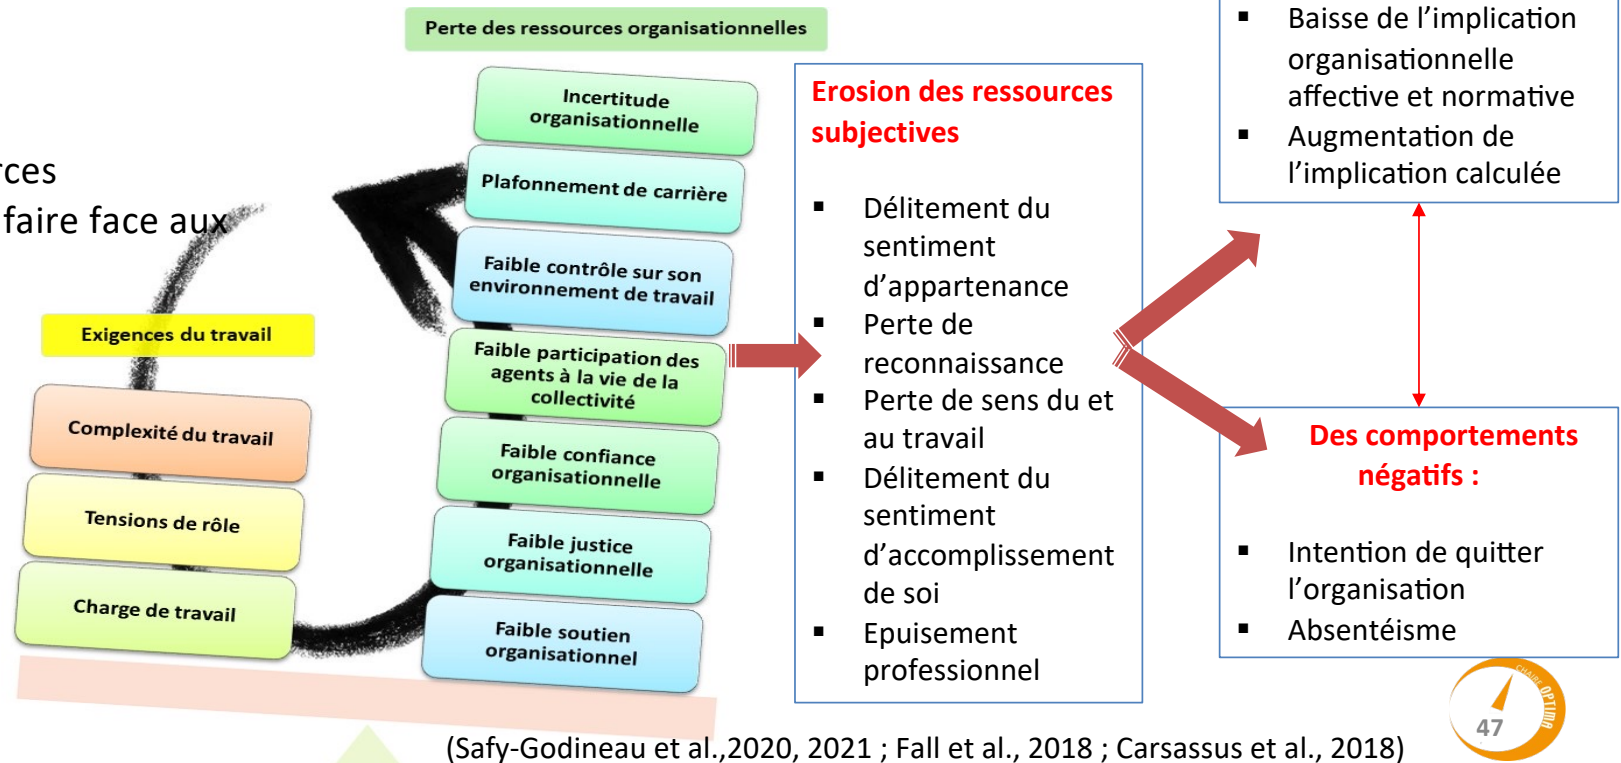 Perte des ressources organisationnelles
rces
faire face aux
Exigences du travail
Complexité du travail
Tensions de rôle
Charge de travail
Incertitude
organisationnelle
Plafonnement de carrière
Faible contrôle sur son
environnement de travail
Faible participation des
agents à la vie de la
collectivité
Faible confiance
organisationnelle
Faible justice
organisationnelle
Faible soutien
organisationnel
Erosion des ressources
subjectives
▪ Délitement du
sentiment
d’appartenance
▪ Perte de
reconnaissance
▪ Perte de sens du et
au travail
▪ Délitement du
sentiment
d’accomplissement
de soi
▪ Epuisement
professionnel
▪ Baisse de l’implication
organisationnelle
affective et normative
▪ Augmentation de
l’implication calculée
Des comportements
négatifs :
▪ Intention de quitter
l’organisation
▪ Absentéisme
CHAIRE OPTIMA
47
(Safy-Godineau et al.,2020, 2021 ; Fall et al., 2018 ; Carsassus et al., 2018)